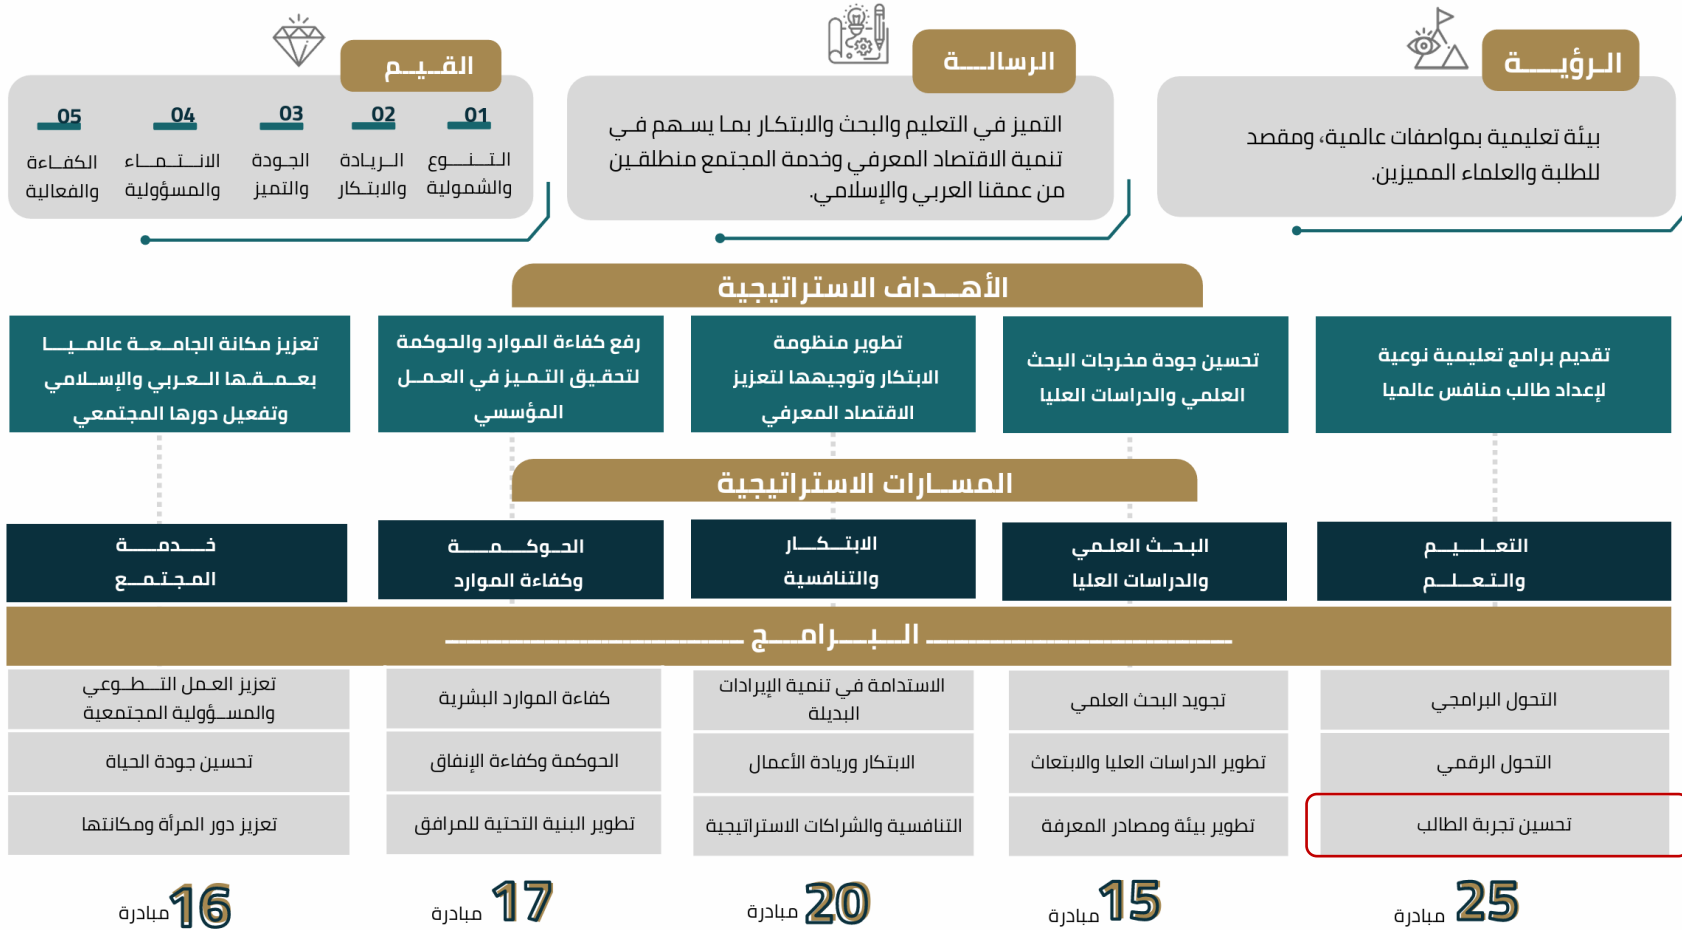 الرؤية
بيئة تعليمية بمواصفات عالمية، ومقصد
للطلبة والعلماء المميزين.
الرسالة
التميز في التعليم والبحث والابتكار بما يسهم في
تنمية الاقتصاد المعرفي وخدمة المجتمع منطلقين
من عمقنا العربي والإسلامي.
القيم
01
التنوع
والشمولية
02
الريادة
والابتكار
03
الجودة
والتميز
04
الانتماء
والمسؤولية
05
الكفاءة
والفعالية
الأهداف الاستراتيجية
تقديم برامج تعليمية نوعية
لإعداد طالب منافس عالميا
تحسين جودة مخرجات البحث
العلمي والدراسات العليا
تطوير منظومة
الابتكار وتوجيهها لتعزيز
الاقتصاد المعرفي
رفع كفاءة الموارد والحوكمة
لتحقيق التميز في العمل
المؤسسي
تعزيز مكانة الجامعة عالميا
بعمقها العربي والإسلامي
وتفعيل دورها المجتمعي
المسارات الاستراتيجية
التعليم
والتعلم
البحث العلمي
والدراسات العليا
الابتكار
والتنافسية
الحوكمة
وكفاءة الموارد
خدمة
المجتمع
البرامج
التحول البرامجي
التحول الرقمي
تحسين تجربة الطالب
25 مبادرة
تجويد البحث العلمي
تطوير الدراسات العليا والابتعاث
تطوير بيئة ومصادر المعرفة
15 مبادرة
الاستدامة في تنمية الإيرادات
البديلة
الابتكار وريادة الأعمال
التنافسية والشراكات الاستراتيجية
20 مبادرة
كفاءة الموارد البشرية
الحوكمة وكفاءة الإنفاق
تطوير البنية التحتية للمرافق
17 مبادرة
تعزيز العمل التطوعي
والمسؤولية المجتمعية
تحسين جودة الحياة
تعزيز دور المرأة ومكانتها
16 مبادرة